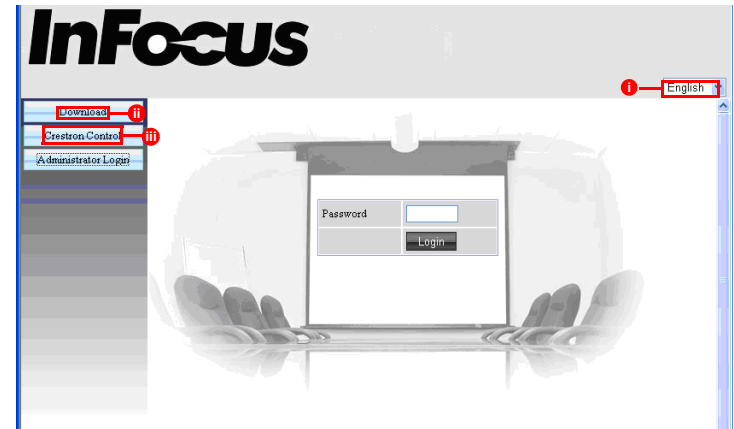 InFocus
i
English
Download
ii
Crestron Control
iii
Administrator Login
Password
Login